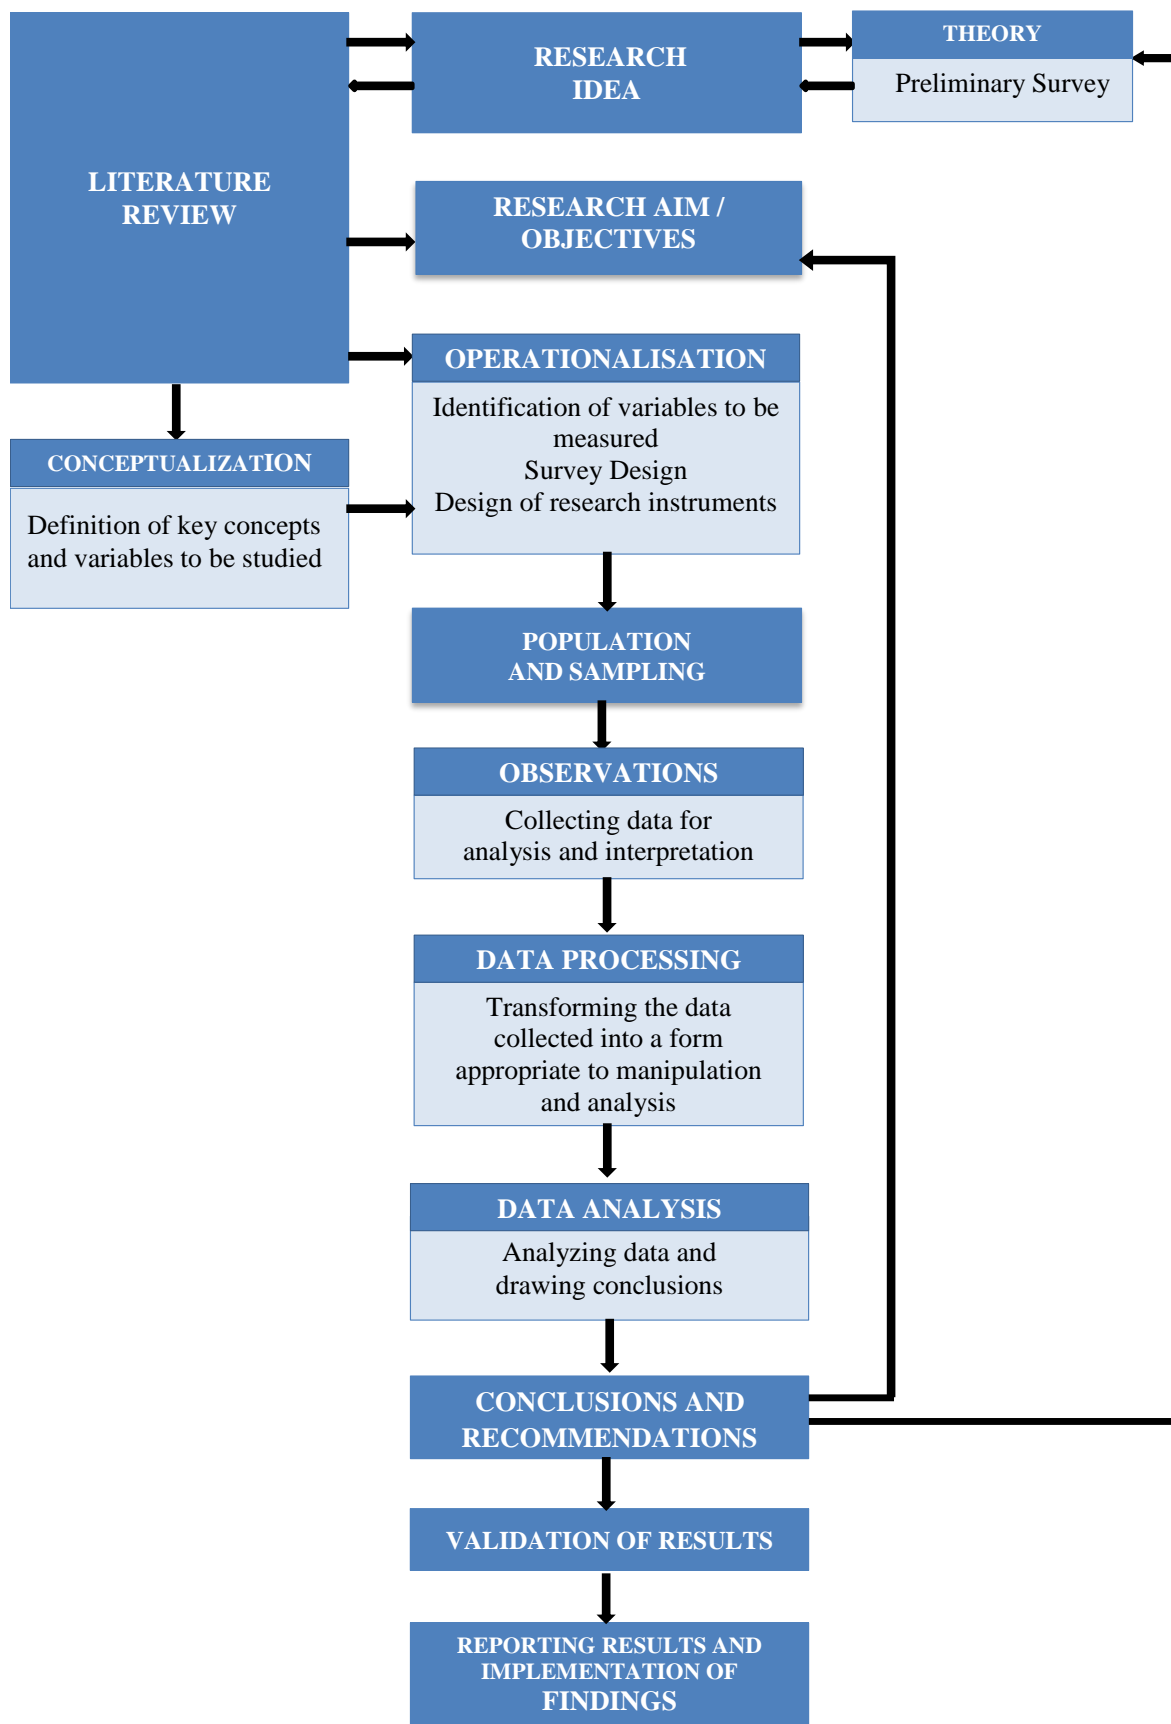 LITERATURE
REVIEW
RESEARCH
IDEA
THEORY
Preliminary Survey
RESEARCH AIM /
OBJECTIVES
OPERATIONALISATION
Identification of variables to be
measured
Survey Design
Design of research instruments
CONCEPTUALIZATION
Definition of key concepts
and variables to be studied
POPULATION
AND SAMPLING
OBSERVATIONS
Collecting data for
analysis and interpretation
DATA PROCESSING
Transforming the data
collected into a form
appropriate to manipulation
and analysis
DATA ANALYSIS
Analyzing data and
drawing conclusions
CONCLUSIONS AND
RECOMMENDATIONS
VALIDATION OF RESULTS
REPORTING RESULTS AND
IMPLEMENTATION OF
FINDINGS